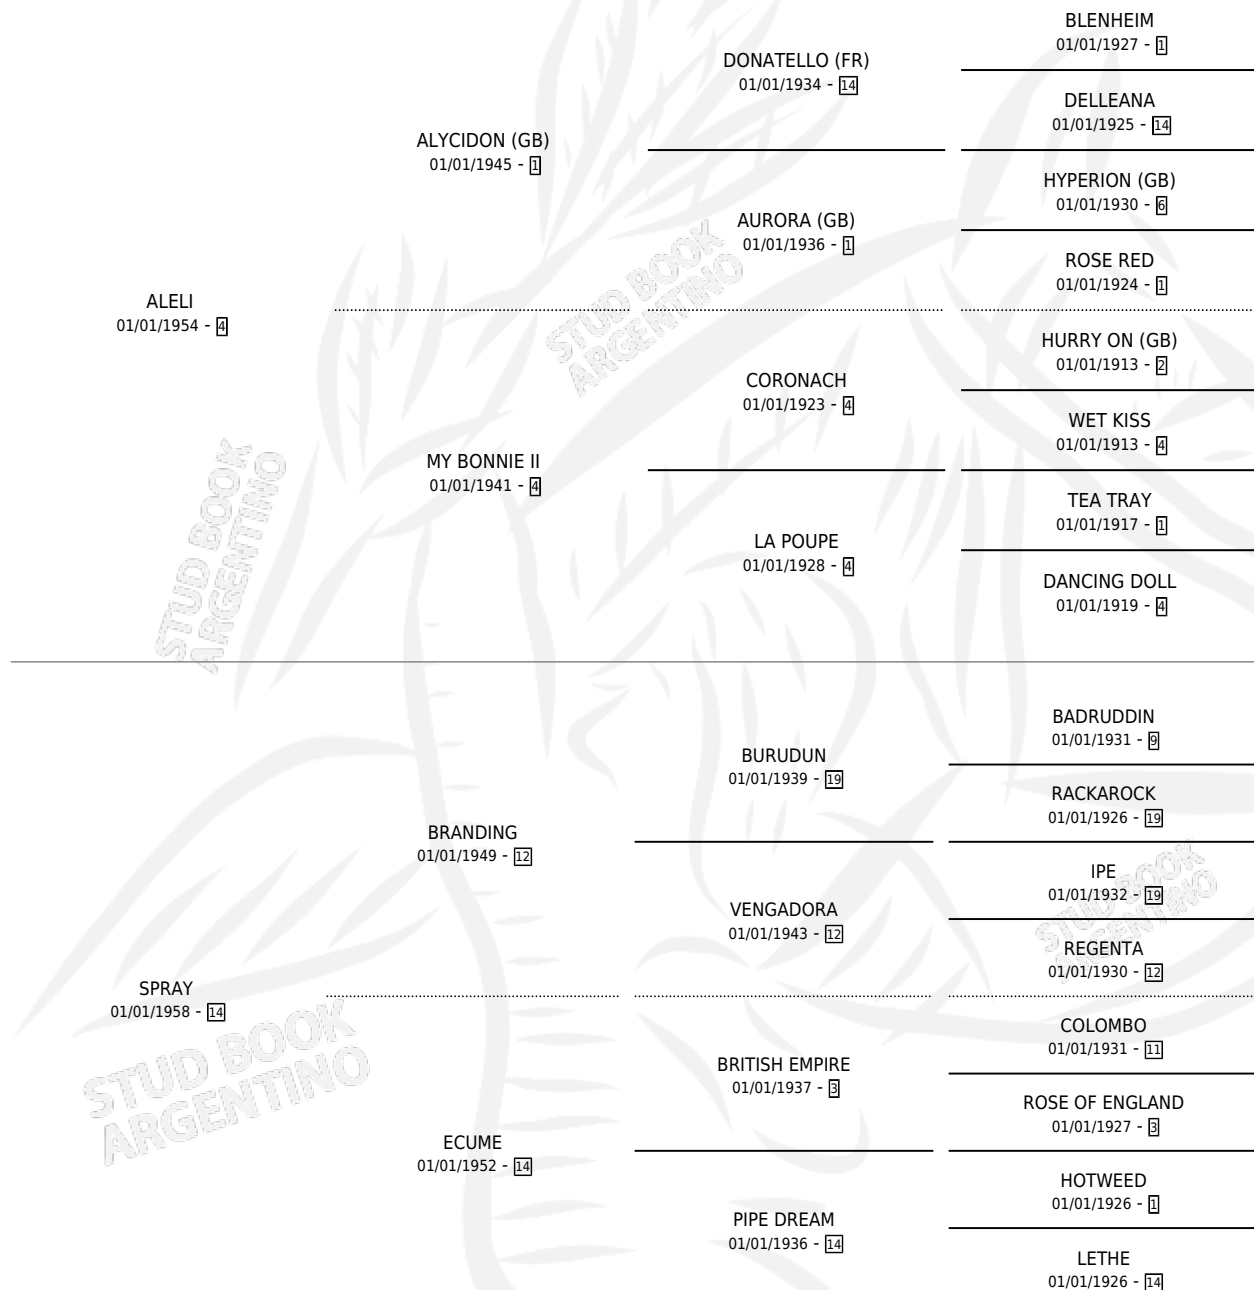 BLENHEIM
01/01/1927 - 1
DONATELLO (FR)
01/01/1934 - 14
DELLEANA
01/01/1925 - 14
ALYCIDON (GB)
01/01/1945 - 1
HYPERION (GB)
01/01/1930 - 6
AURORA (GB)
01/01/1936 - 1
ROSE RED
01/01/1924 - 1
ALELI
01/01/1954 - 4
HURRY ON (GB)
01/01/1913 - 2
CORONACH
01/01/1923 - 4
WET KISS
01/01/1913 - 4
MY BONNIE II
01/01/1941 - 4
TEA TRAY
01/01/1917 - 1
LA POUPE
01/01/1928 - 4
DANCING DOLL
01/01/1919 - 4
BADRUDDIN
01/01/1931 - 9
BURUDUN
01/01/1939 - 19
RACKAROCK
01/01/1926 - 19
BRANDING
01/01/1949 - 12
IPE
01/01/1932 - 19
VENGADORA
01/01/1943 - 12
REGENTA
01/01/1930 - 12
SPRAY
01/01/1958 - 14
COLOMBO
01/01/1931 - 11
BRITISH EMPIRE
01/01/1937 - 3
ROSE OF ENGLAND
01/01/1927 - 3
ECUME
01/01/1952 - 14
HOTWEED
01/01/1926 - 1
PIPE DREAM
01/01/1936 - 14
LETHE
01/01/1926 - 14
STUD BOOK
ARGENTINO
STUD BOOK
ARGENTINO
STUD BOOK
ARGENTINO
STUD BOOK
ARGENTINO